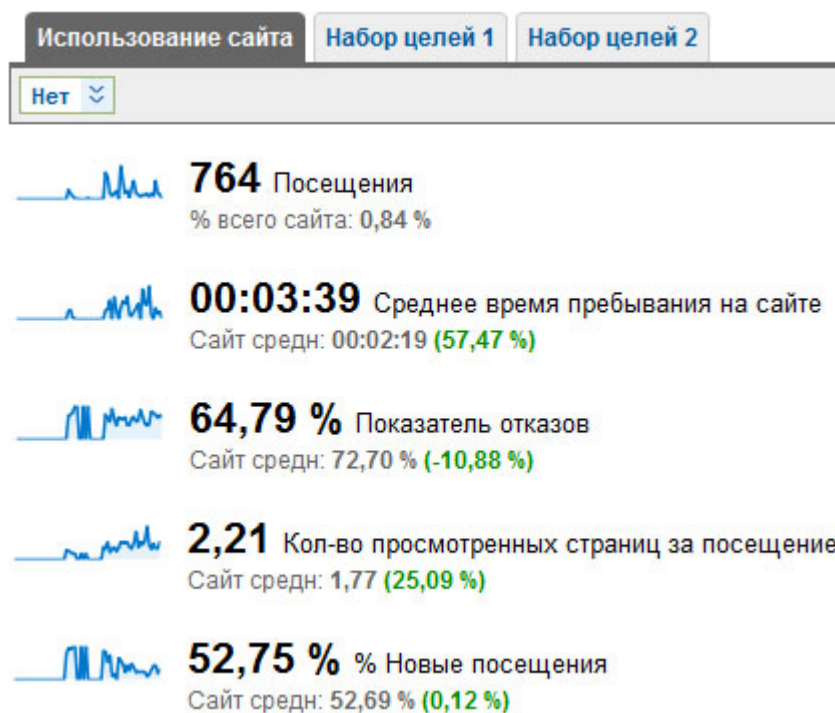 Использование сайта Набор целей 1 Набор целей 2
Нет
764 Посещения
% всего сайта: 0,84 %
00:03:39 Среднее время пребывания на сайте
Сайт средн: 00:02:19 (57,47 %)
64,79 % Показатель отказов
Сайт средн: 72,70 % (-10,88 %)
2,21 Кол-во просмотренных страниц за посещение
Сайт средн: 1,77 (25,09 %)
52,75 % % Новые посещения
Сайт средн: 52,69 % (0,12 %)